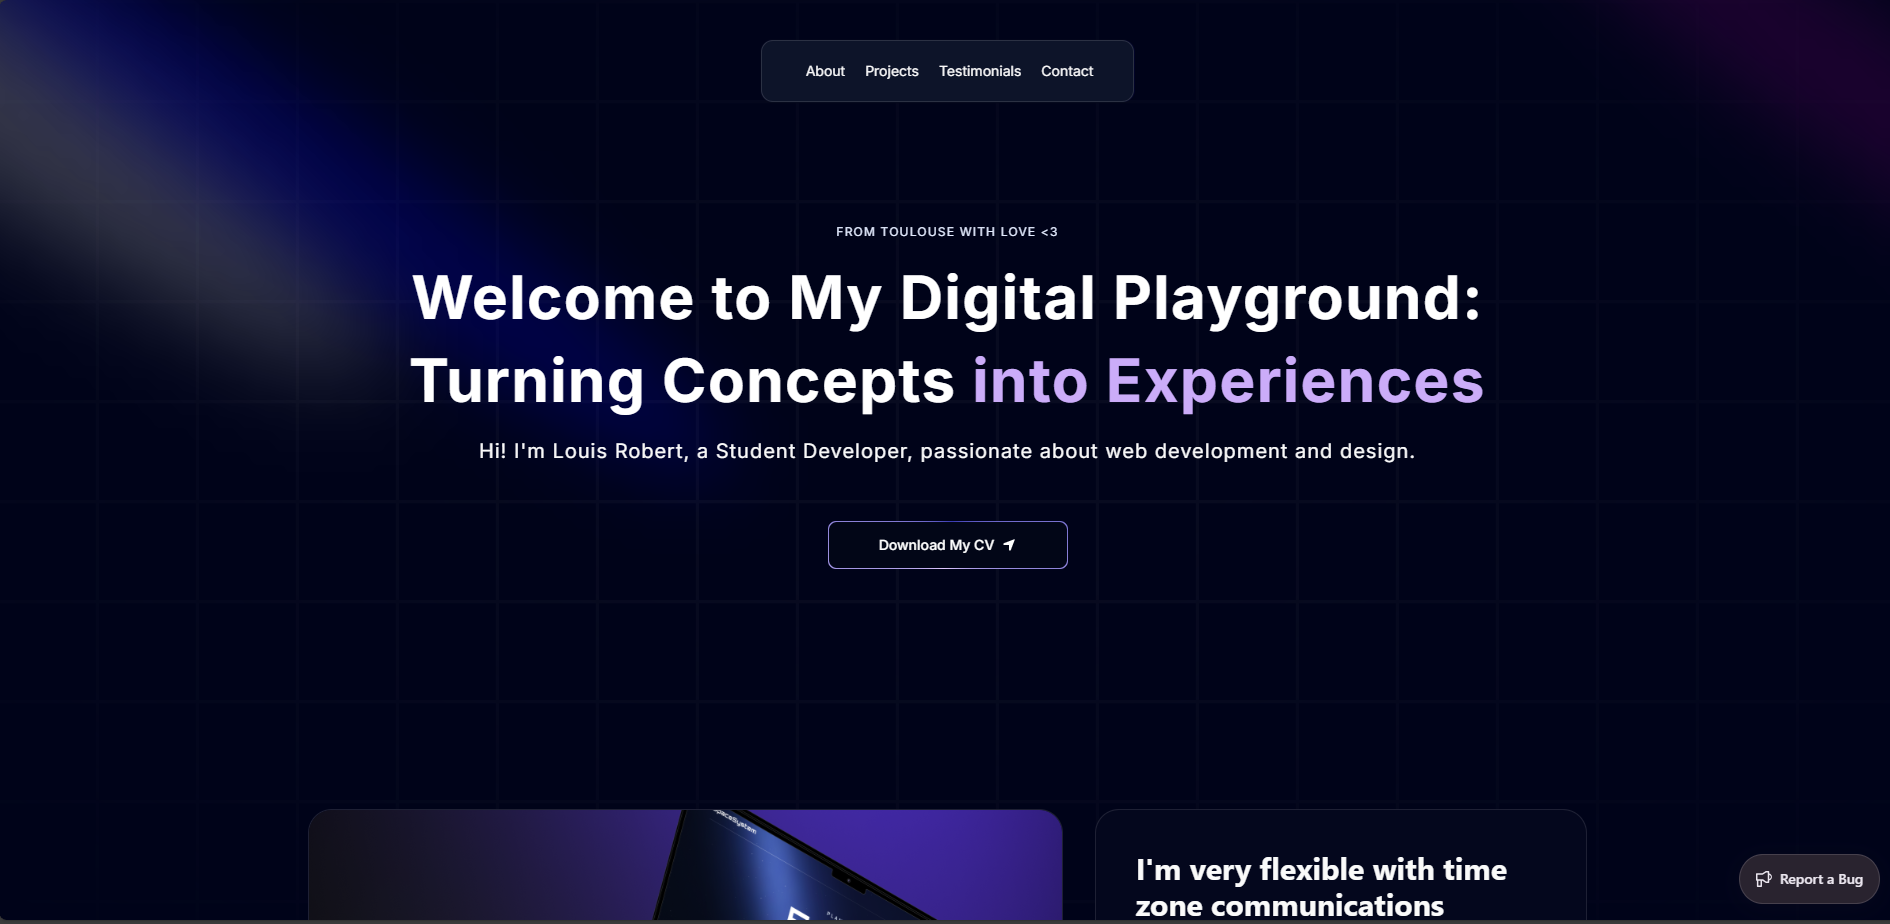 About Projects Testimonials Contact
FROM TOULOUSE WITH LOVE <3
Welcome to My Digital Playground:
Turning Concepts into Experiences
Hi! I'm Louis Robert, a Student Developer, passionate about web development and design.
Download My CV
I'm very flexible with time
zone communications
Report a Bug